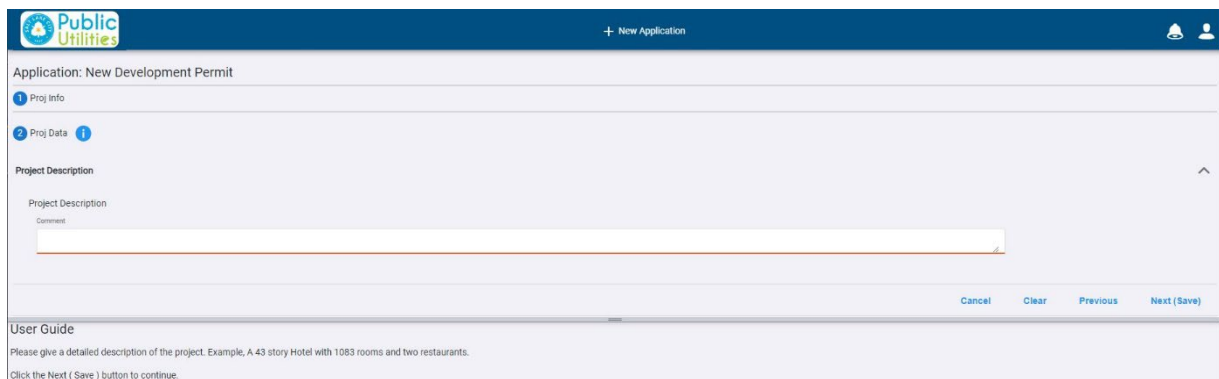 Public
Utilities
+ New Application
Application: New Development Permit
1 Proj Info
2 Proj Data i
Project Description
Project Description
Comment
Cancel Clear Previous Next (Save)
User Guide
Please give a detailed description of the project. Example, A 43 story Hotel with 1083 rooms and two restaurants.
Click the Next ( Save ) button to continue.